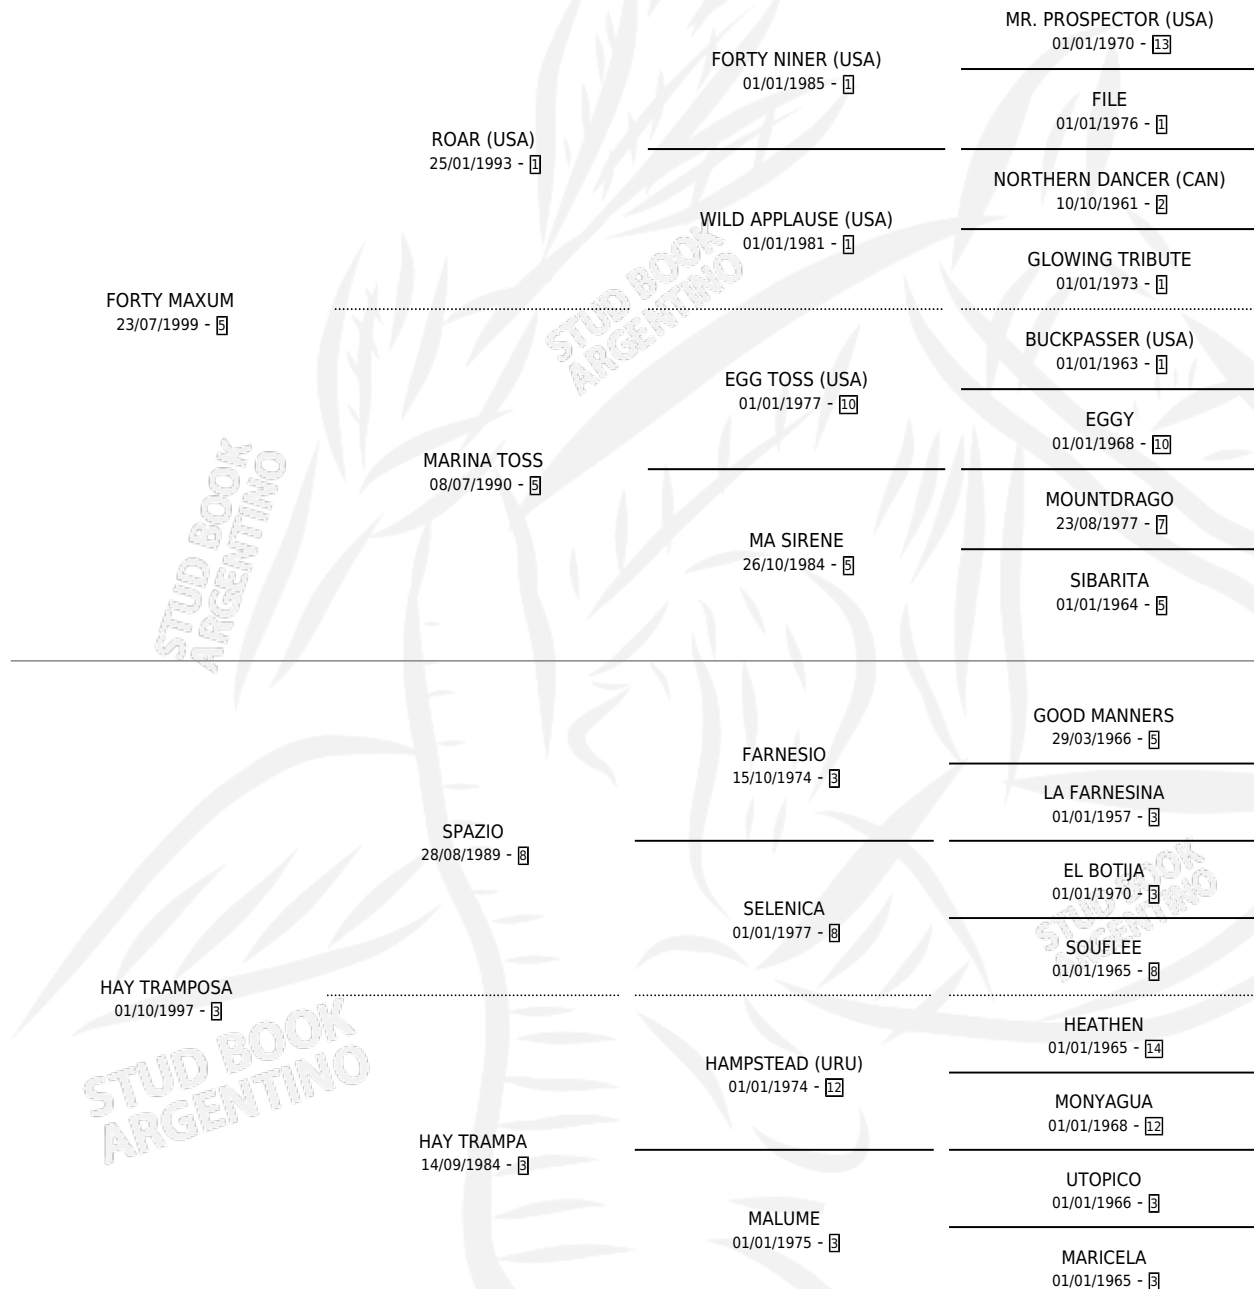 FORTY MAXUM
23/07/1999 - 5
ROAR (USA)
25/01/1993 - 1
FORTY NINER (USA)
01/01/1985 - 1
MR. PROSPECTOR (USA)
01/01/1970 - 13
FILE
01/01/1976 - 1
WILD APPLAUSE (USA)
01/01/1981 - 1
NORTHERN DANCER (CAN)
10/10/1961 - 2
GLOWING TRIBUTE
01/01/1973 - 1
MARINA TOSS
08/07/1990 - 5
EGG TOSS (USA)
01/01/1977 - 10
BUCKPASSER (USA)
01/01/1963 - 1
EGGY
01/01/1968 - 10
MA SIRENE
26/10/1984 - 5
MOUNTDRAGO
23/08/1977 - 7
SIBARITA
01/01/1964 - 5
HAY TRAMPOSA
01/10/1997 - 3
SPAZIO
28/08/1989 - 8
FARNESIO
15/10/1974 - 3
GOOD MANNERS
29/03/1966 - 5
LA FARNESINA
01/01/1957 - 3
SELENICA
01/01/1977 - 8
EL BOTIJA
01/01/1970 - 3
SOUFLEE
01/01/1965 - 8
HAY TRAMPA
14/09/1984 - 3
HAMPSTEAD (URU)
01/01/1974 - 12
HEATHEN
01/01/1965 - 14
MONYAGUA
01/01/1968 - 12
MALUME
01/01/1975 - 3
UTOPICO
01/01/1966 - 3
MARICELA
01/01/1965 - 3
STUD BOOK
ARGENTINO
STUD BOOK
ARGENTINO
STUD BOOK
ARGENTINO
STUD BOOK
ARGENTINO